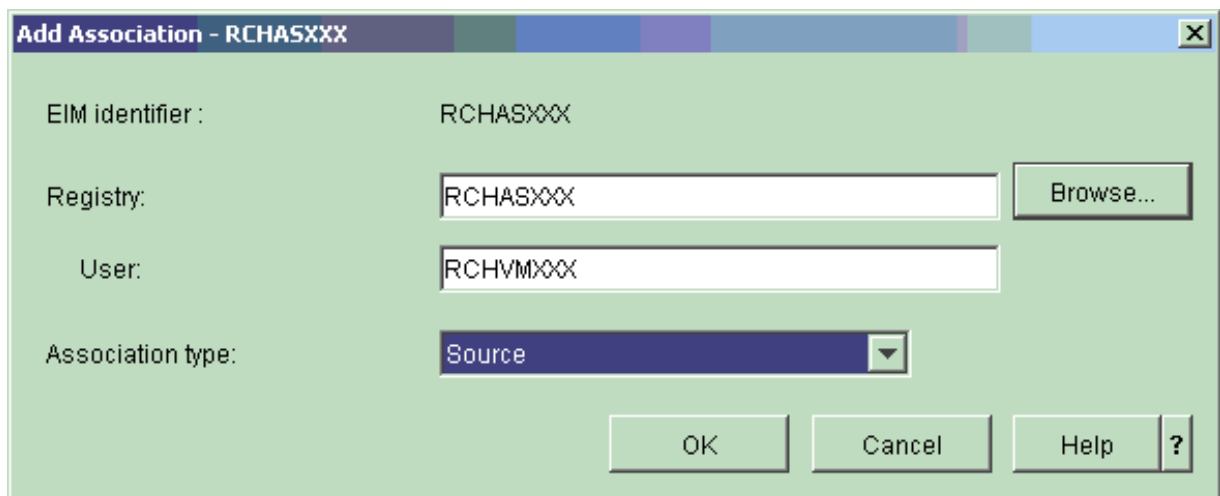 Add Association - RCHASXXX
EIM identifier : RCHASXXX
Registry: RCHASXXX Browse...
User: RCHVMXXX
Association type: Source
OK Cancel Help ?